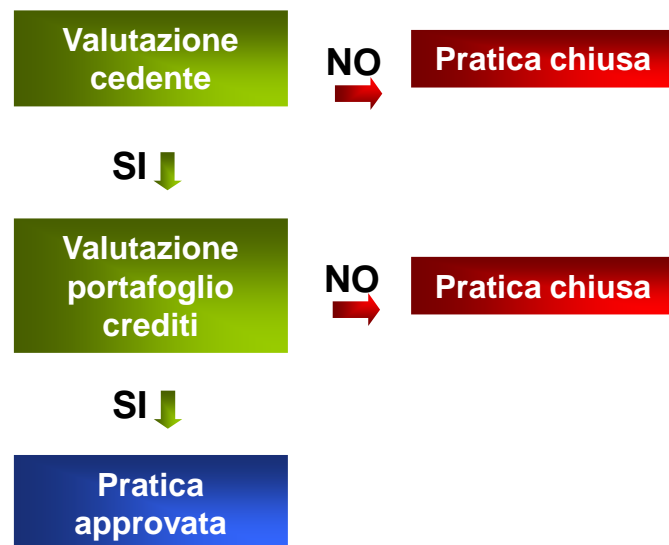 Valutazione
cedente
NO
Pratica chiusa
SI
Valutazione
portafoglio
crediti
NO
Pratica chiusa
SI
Pratica
approvata